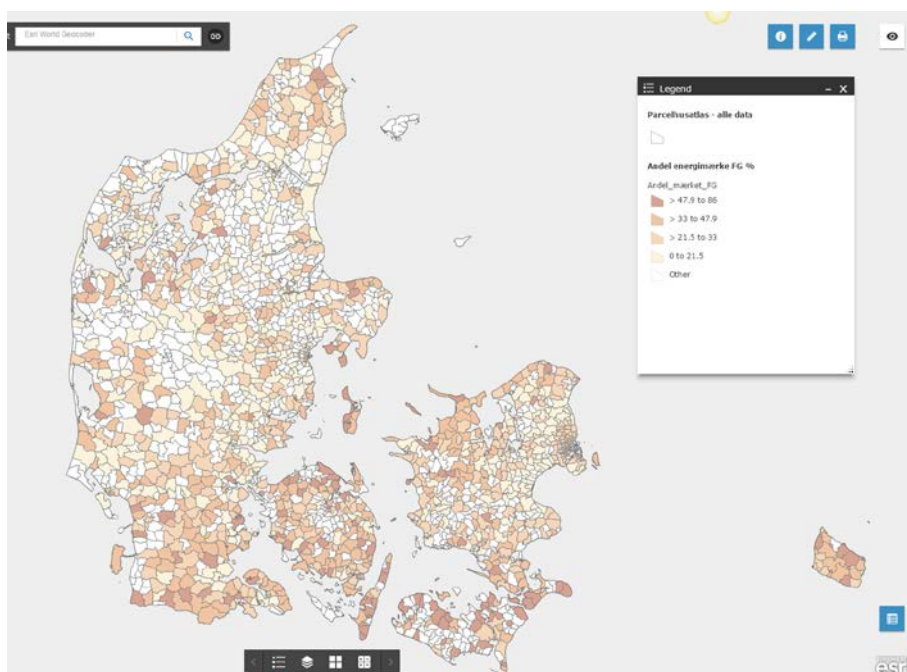 Esri World Geocoder
Legend
Parcelhusatlas - alle data
Andel energimærke FG %
Andel_mærket_FG
> 47.9 to 86
> 33 to 47.9
> 21.5 to 33
0 to 21.5
Other
esri